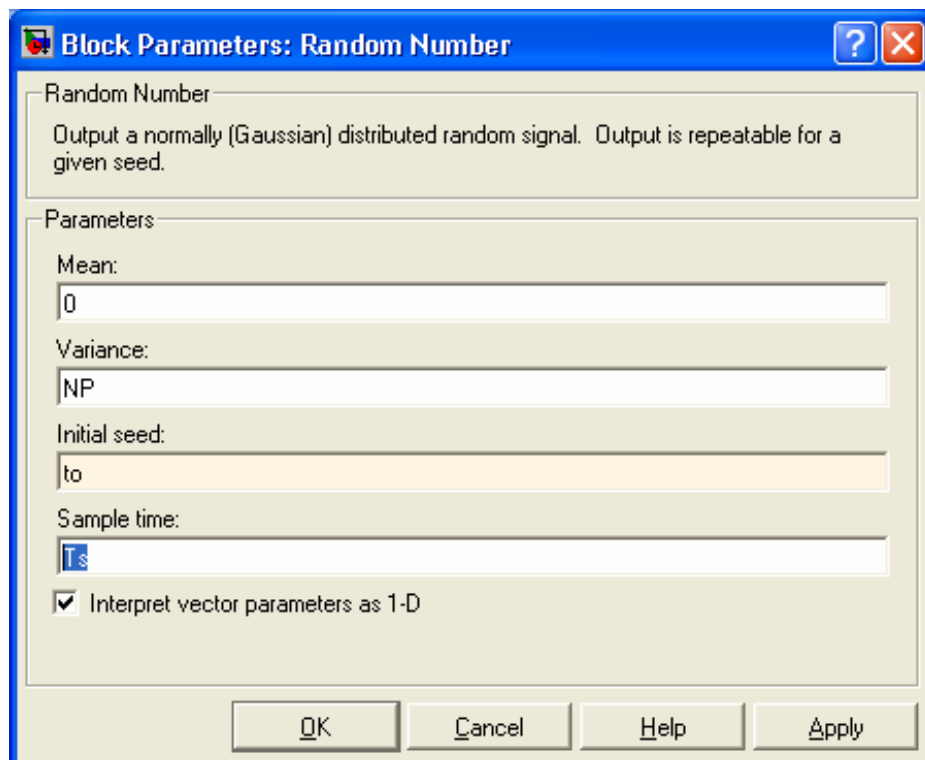 Block Parameters: Random Number
Random Number
Output a normally (Gaussian) distributed random signal.  Output is repeatable for a
given seed.
Parameters
Mean:
0
Variance:
NP
Initial seed:
to
Sample time:
Ts
Interpret vector parameters as 1-D
OK Cancel Help Apply